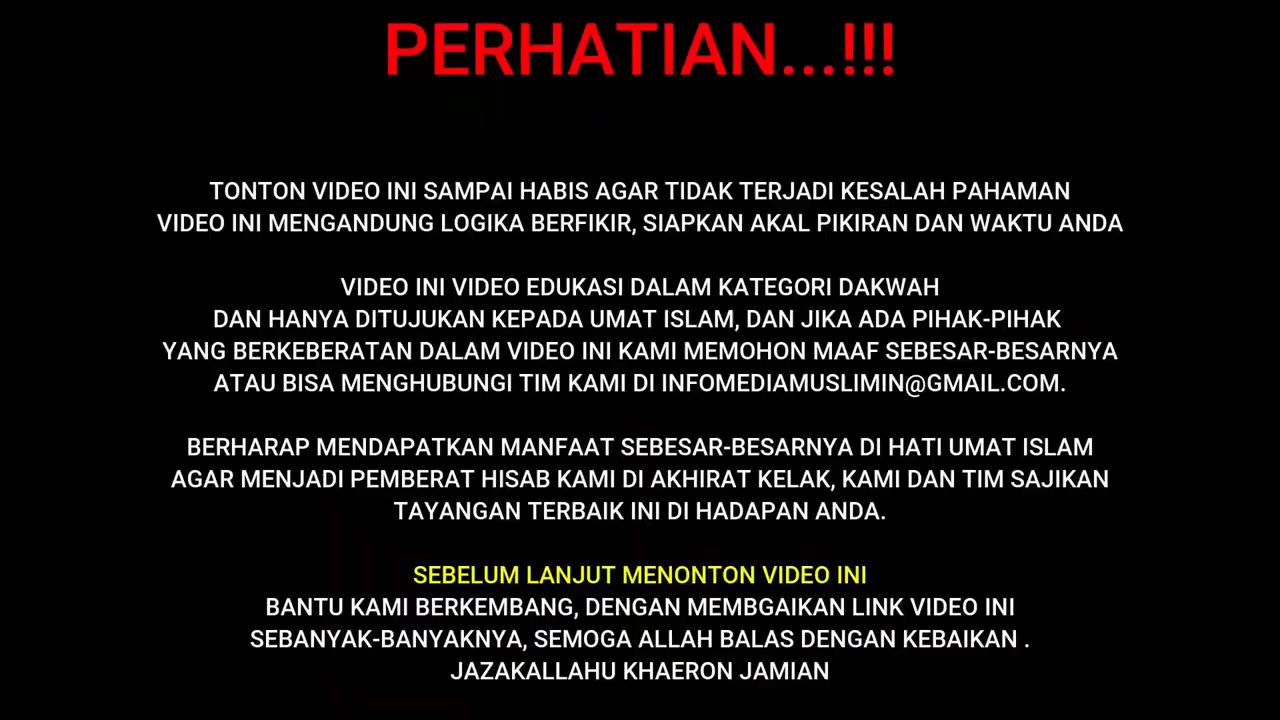 PERHATIAN...!!!
TONTON VIDEO INI SAMPAI HABIS AGAR TIDAK TERJADI KESALAH PAHAMAN
VIDEO INI MENGANDUNG LOGIKA BERFIKIR, SIAPKAN AKAL PIKIRAN DAN WAKTU ANDA
VIDEO INI VIDEO EDUKASI DALAM KATEGORI DAKWAH
DAN HANYA DITUJUKAN KEPADA UMAT ISLAM, DAN JIKA ADA PIHAK-PIHAK
YANG BERKEBERATAN DALAM VIDEO INI KAMI MEMOHON MAAF SEBESAR-BESARNYA
ATAU BISA MENGHUBUNGI TIM KAMI DI INFOMEDIAMUSLIMIN@GMAIL.COM.
BERHARAP MENDAPATKAN MANFAAT SEBESAR-BESARNYA DI HATI UMAT ISLAM
AGAR MENJADI PEMBERAT HISAB KAMI DI AKHIRAT KELAK, KAMI DAN TIM SAJIKAN
TAYANGAN TERBAIK INI DI HADAPAN ANDA.
SEBELUM LANJUT MENONTON VIDEO INI
BANTU KAMI BERKEMBANG, DENGAN MEMBGAIKAN LINK VIDEO INI
SEBANYAK-BANYAKNYA, SEMOGA ALLAH BALAS DENGAN KEBAIKAN .
JAZAKALLAHU KHAERON JAMIAN